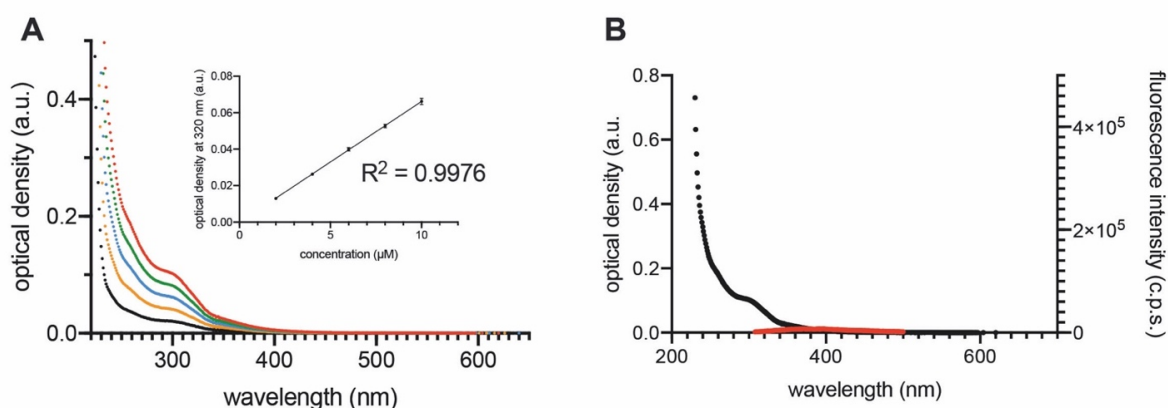 A
optical density (a.u.)
0.4
0.2
0.0
300
400
500
600
wavelength (nm)
optical density at 320 nm (a.u.)
0.08
0.06
0.04
0.02
0.00
0
5
10
concentration (µM)
R² = 0.9976
B
optical density (a.u.
0.8
0.6
0.4
0.2
0.0
200
400
600
wavelength (nm)
4×10⁵
2×10⁵
0
fluorescence intensity (c.p.s.)